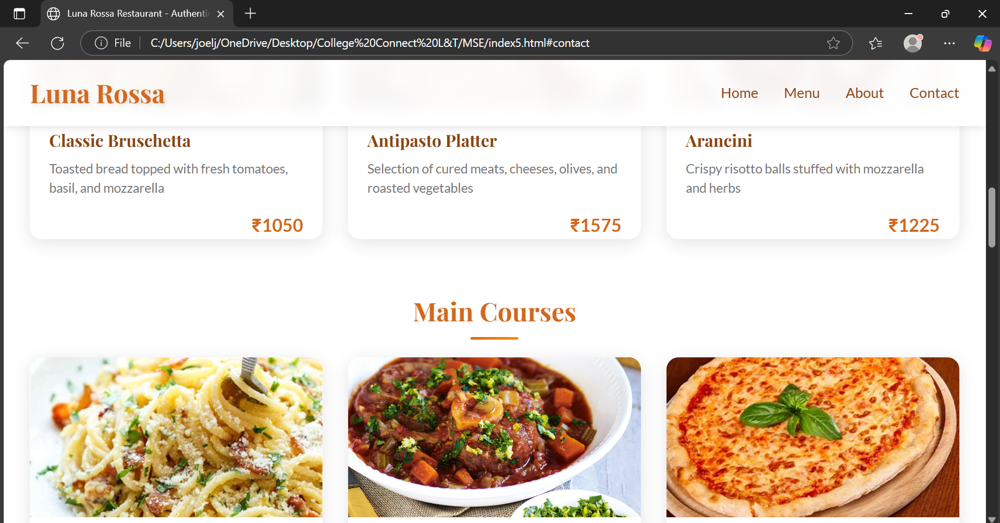 Luna Rossa Restaurant - Authentic
File
C:/Users/joelj/OneDrive/Desktop/College%20Connect%20L&T/MSE/index5.html#contact
Luna Rossa
Home Menu About Contact
Classic Bruschetta
Toasted bread topped with fresh tomatoes,
basil, and mozzarella
₹1050
Antipasto Platter
Selection of cured meats, cheeses, olives, and
roasted vegetables
₹1575
Arancini
Crispy risotto balls stuffed with mozzarella
and herbs
₹1225
Main Courses